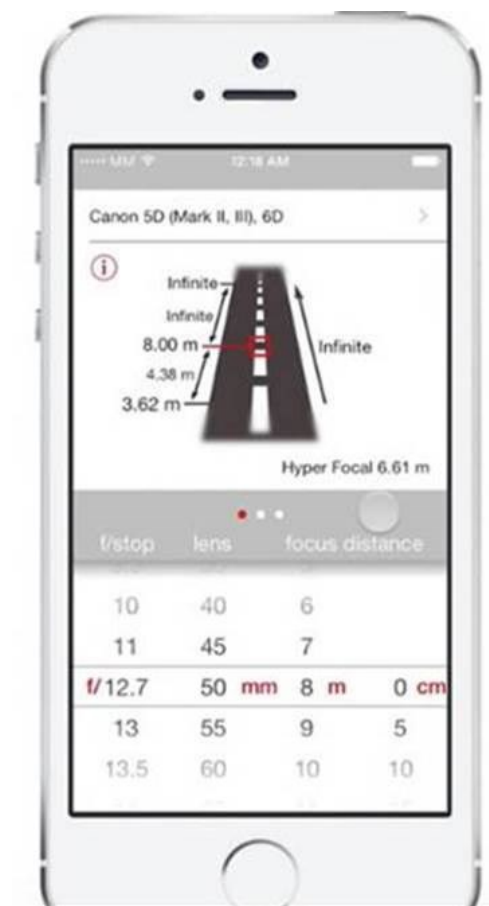 MM 12:18 AM
Canon 5D (Mark II, III), 6D
i
Infinite
Infinite
8.00 m Infinite
4.38 m
3.62 m
Hyper Focal 6.61 m
f/stop lens focus distance
10 40 6
11 45 7
f/ 12.7 50 mm 8 m 0 cm
13 55 9 5
13.5 60 10 10